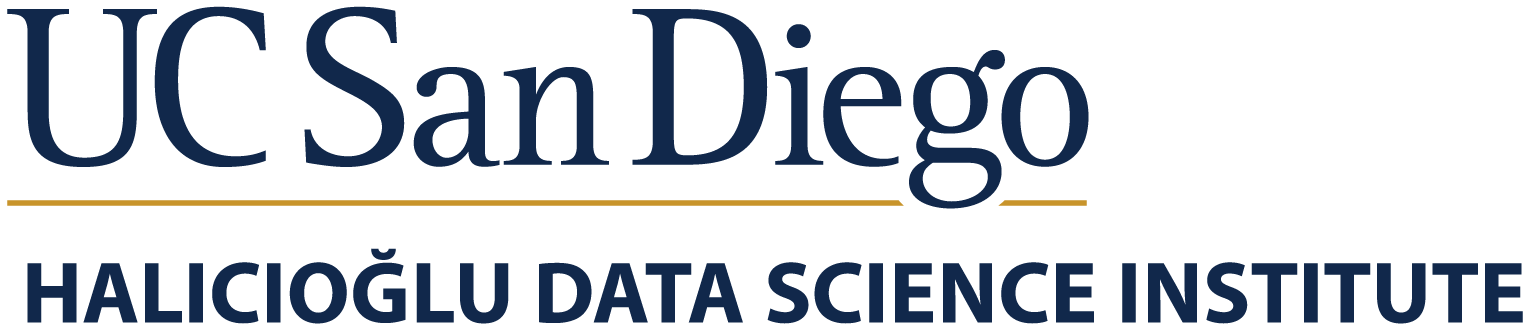 UC San Diego
HALICIOĞLU DATA SCIENCE INSTITUTE